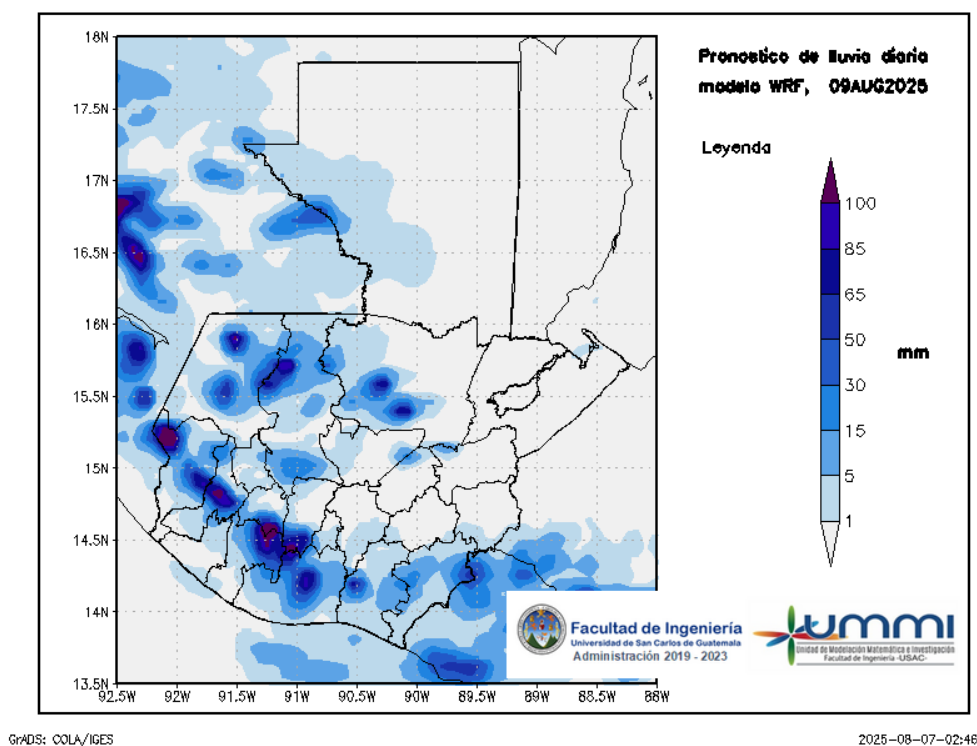 Pronostico de lluvia diaria
modelo WRF, 09AUG2025
Leyenda
100
85
65
50
30
15
5
1
mm
18N
17.5N
17N
16.5N
16N
15.5N
15N
14.5N
14N
13.5N
92.5W 92W 91.5W 91W 90.5W 90W 89.5W 89W 88.5W 88W
Facultad de Ingeniería
Universidad de San Carlos de Guatemala
Administración 2019 - 2023
ummi
Unidad de Modelación Matemática e Investigación
Facultad de Ingeniería -USAC-
GrADS: COLA/IGES
2025-08-07-02:46